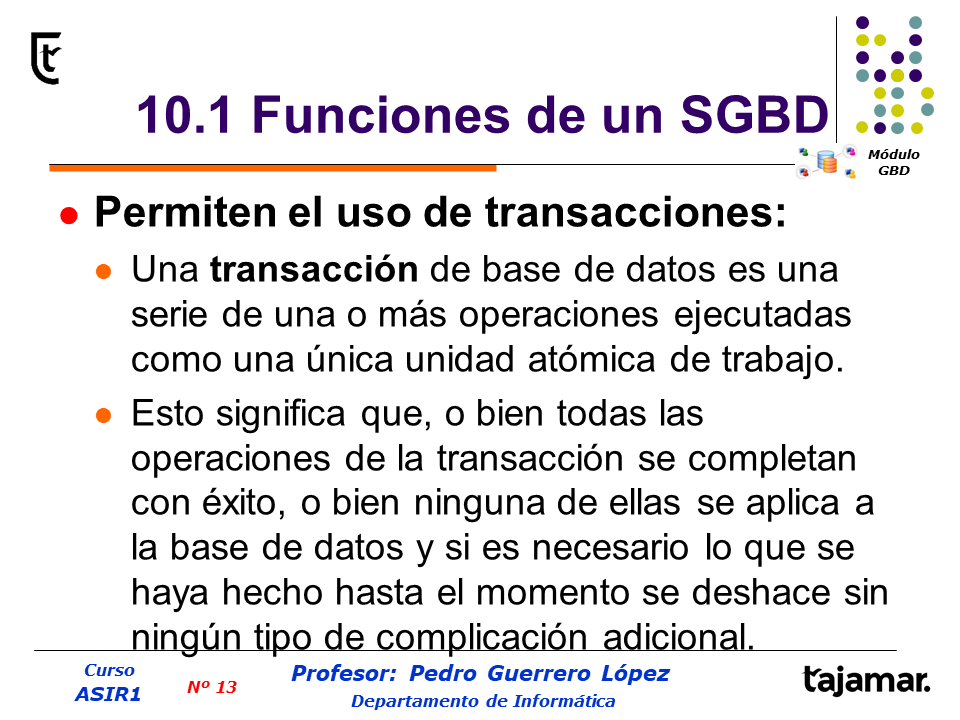 10.1 Funciones de un SGBD
Módulo
GBD
Permiten el uso de transacciones:
Una transacción de base de datos es una
serie de una o más operaciones ejecutadas
como una única unidad atómica de trabajo.
Esto significa que, o bien todas las
operaciones de la transacción se completan
con éxito, o bien ninguna de ellas se aplica a
la base de datos y si es necesario lo que se
haya hecho hasta el momento se deshace sin
ningún tipo de complicación adicional.
Curso
ASIR1
Nº 13
Profesor: Pedro Guerrero López
Departamento de Informática
tajamar.